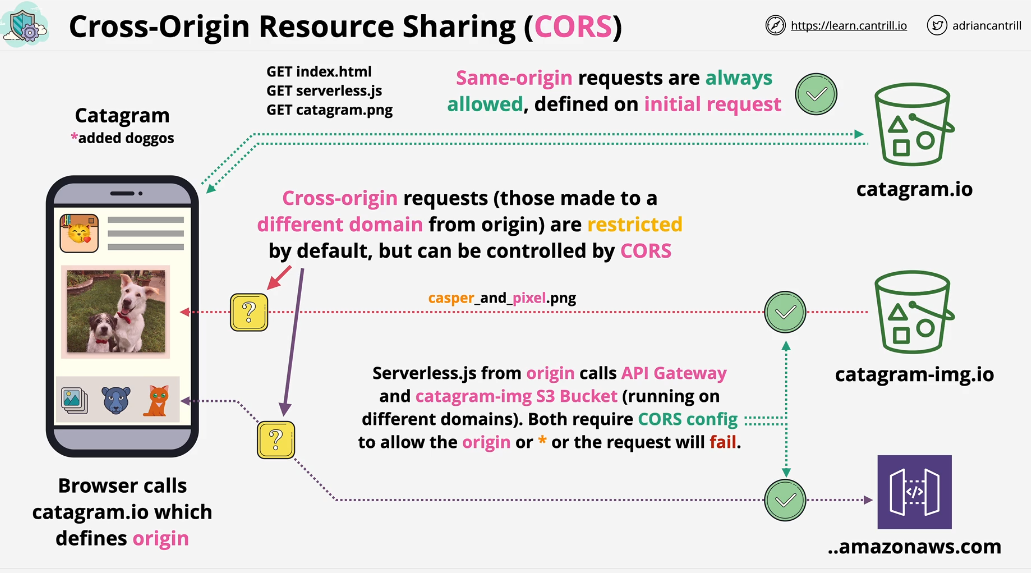 Cross-Origin Resource Sharing (CORS)
https://learn.cantrill.io
adriancantrill
GET index.html
GET serverless.js
GET catagram.png
Same-origin requests are always
allowed, defined on initial request
Catagram
*added doggos
catagram.io
Cross-origin requests (those made to a
different domain from origin) are restricted
by default, but can be controlled by CORS
?
casper_and_pixel.png
catagram-img.io
Serverless.js from origin calls API Gateway
and catagram-img S3 Bucket (running on
different domains). Both require CORS config
to allow the origin or * or the request will fail.
?
</>
Browser calls
catagram.io which
defines origin
..amazonaws.com